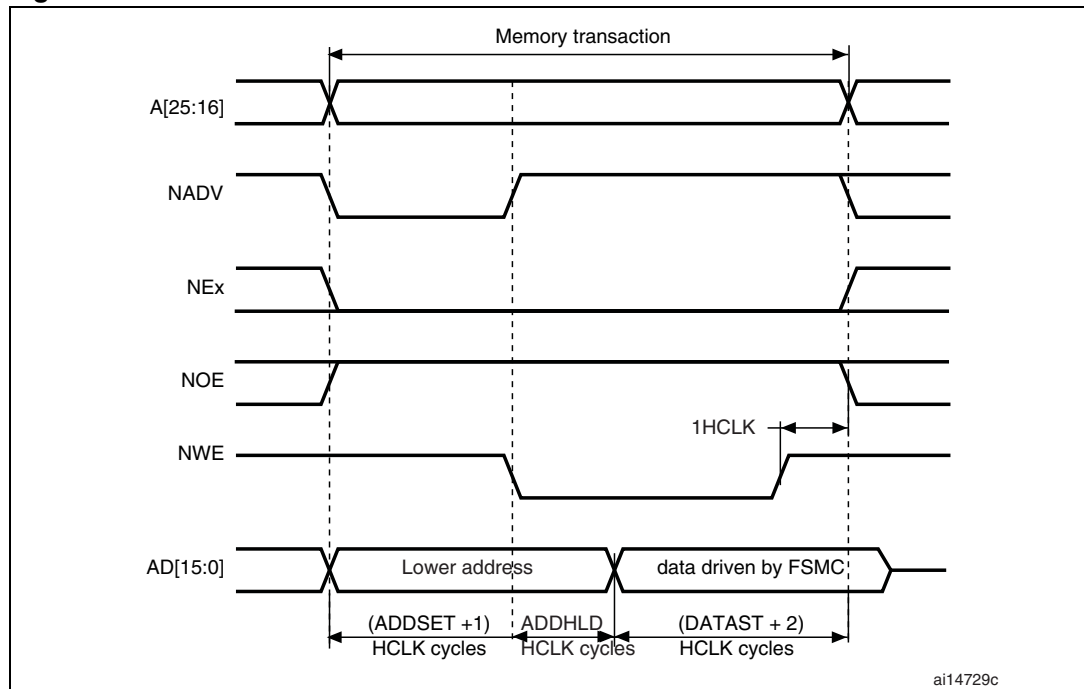 Memory transaction
A[25:16]
NADV
NEx
NOE
1HCLK
NWE
AD[15:0]
Lower address
data driven by FSMC
(ADDSET +1)
HCLK cycles
ADDHLD
HCLK cycles
(DATAST + 2)
HCLK cycles
ai14729c